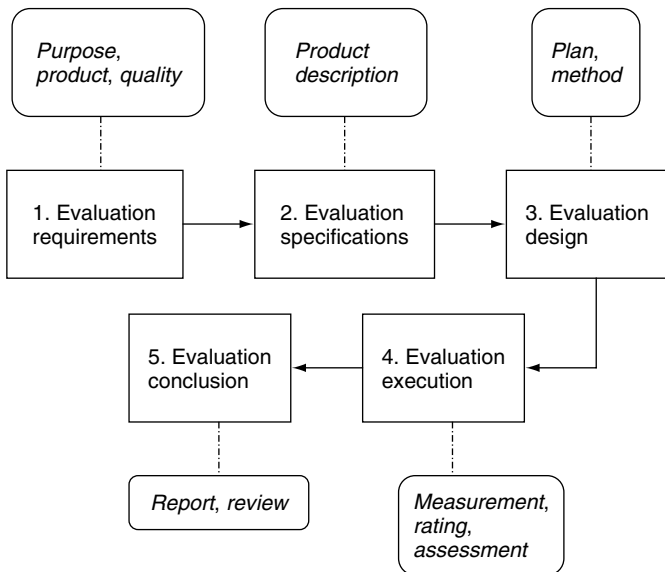 Purpose,
product, quality
Product
description
Plan,
method
1. Evaluation
requirements
2. Evaluation
specifications
3. Evaluation
design
5. Evaluation
conclusion
4. Evaluation
execution
Report, review
Measurement,
rating,
assessment